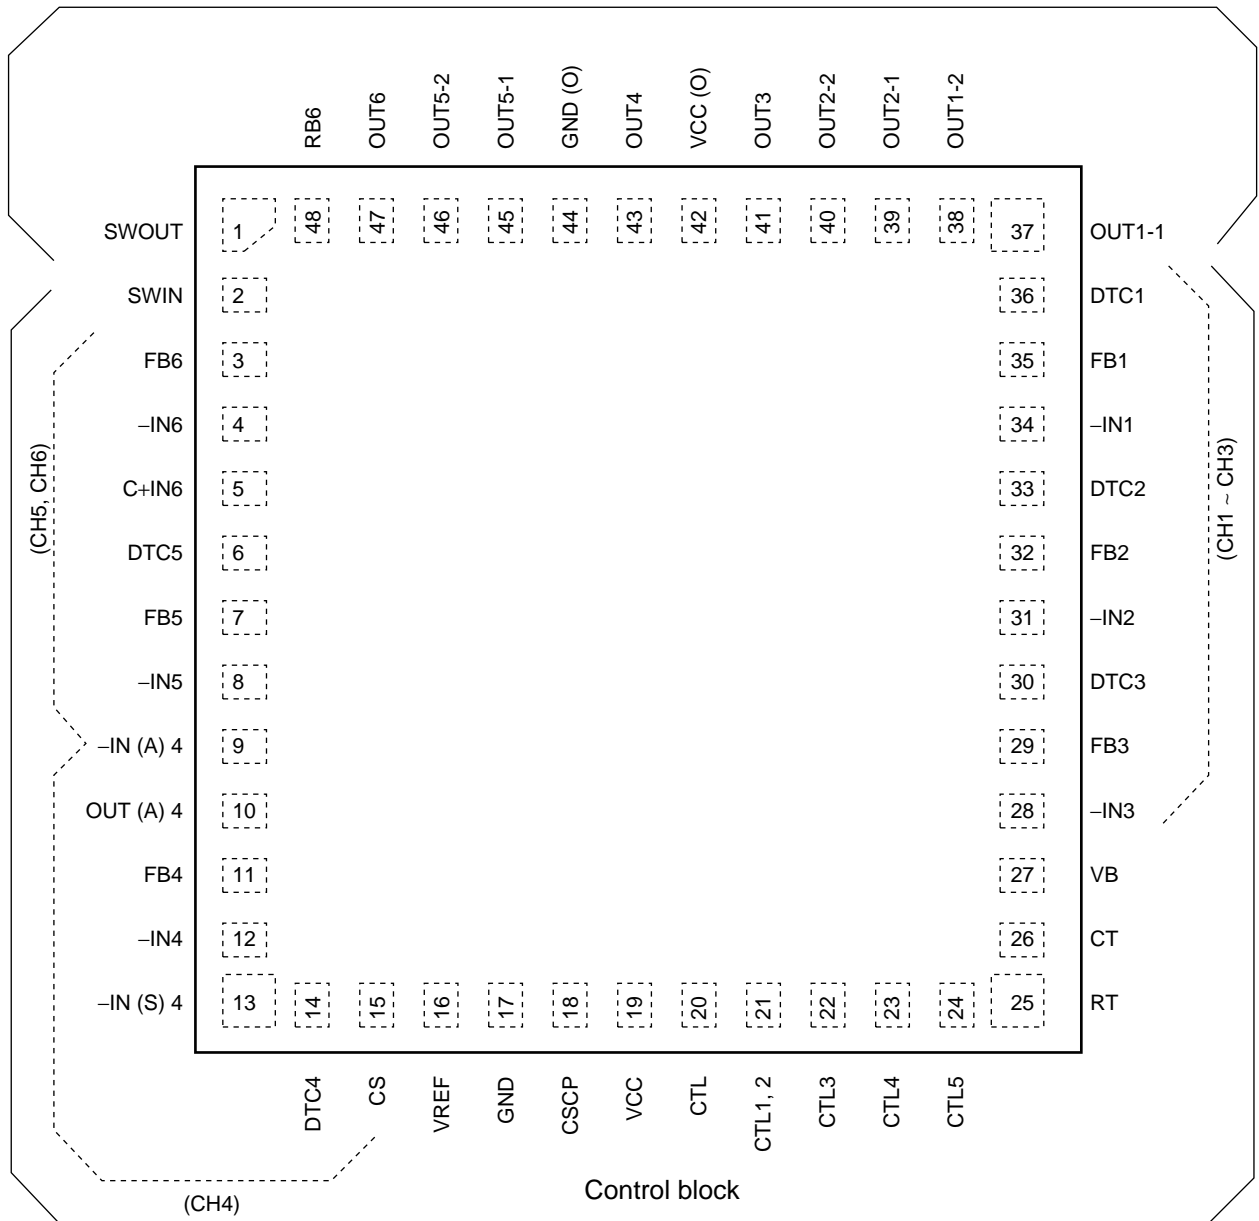 RB6
OUT6
OUT5-2
OUT5-1
GND (O)
OUT4
VCC (O)
OUT3
OUT2-2
OUT2-1
OUT1-2
48
47
46
45
44
43
42
41
40
39
38
SWOUT 1 37 OUT1-1
SWIN 2 36 DTC1
FB6 3 35 FB1
−IN6 4 34 −IN1
C+IN6 5 33 DTC2
DTC5 6 32 FB2
FB5 7 31 −IN2
−IN5 8 30 DTC3
−IN (A) 4 9 29 FB3
OUT (A) 4 10 28 −IN3
FB4 11 27 VB
−IN4 12 26 CT
−IN (S) 4 13 25 RT
(CH5, CH6)
(CH1 ~ CH3)
14
15
16
17
18
19
20
21
22
23
24
DTC4
CS
VREF
GND
CSCP
VCC
CTL
CTL1, 2
CTL3
CTL4
CTL5
(CH4)
Control block